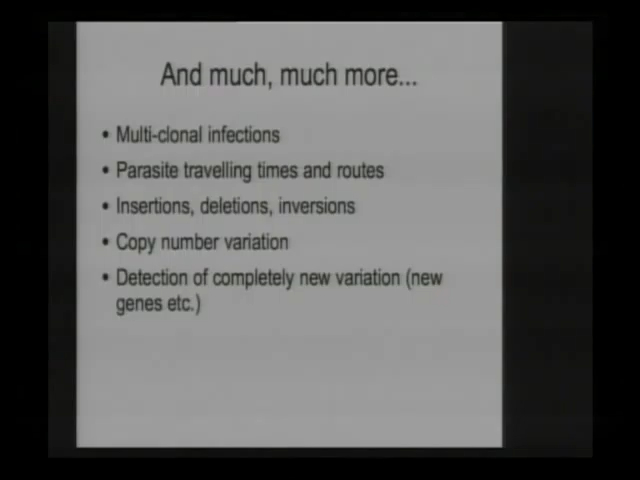 And much, much more...
• Multi-clonal infections
• Parasite travelling times and routes
• Insertions, deletions, inversions
• Copy number variation
• Detection of completely new variation (new
genes etc.)